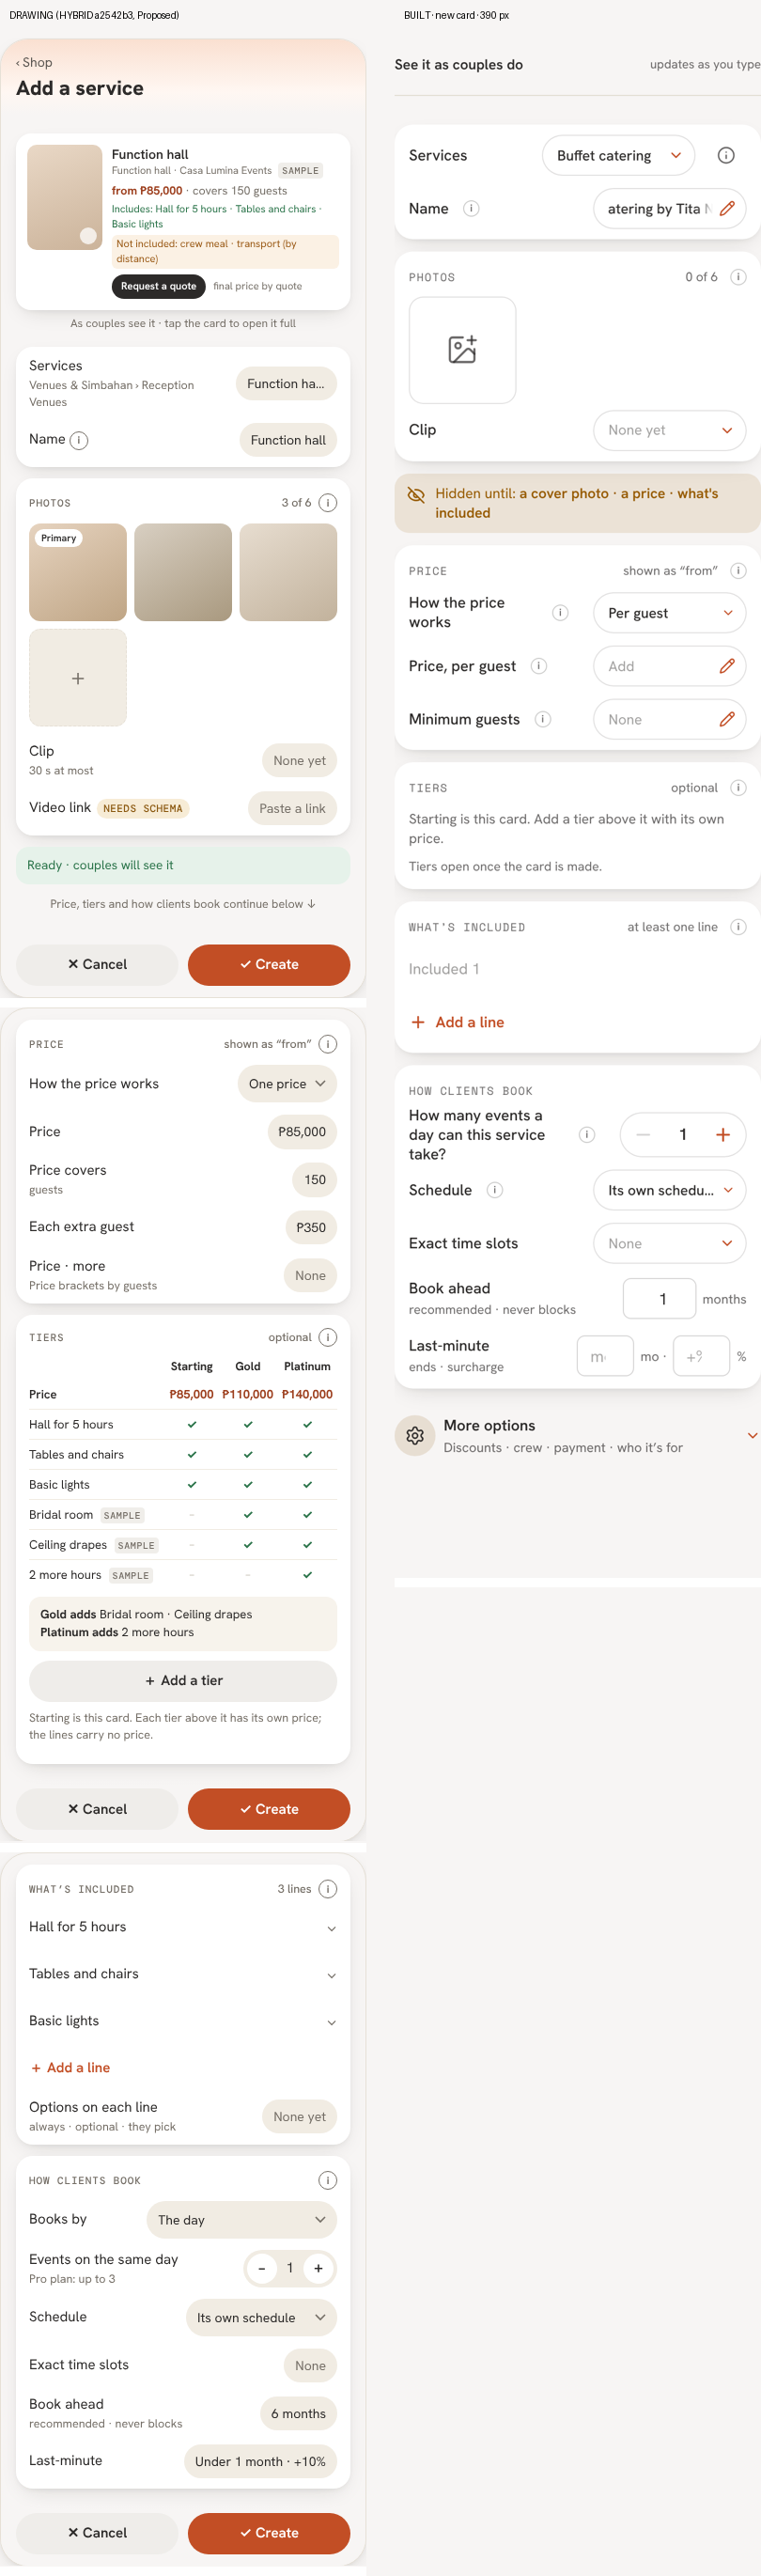 DRAWING (HYBRID a2542b3, Proposed)
‹ Shop
Add a service
Function hall
Function hall · Casa Lumina Events SAMPLE
from ₱85,000 · covers 150 guests
Includes: Hall for 5 hours · Tables and chairs ·
Basic lights
Not included: crew meal · transport (by
distance)
Request a quote final price by quote
As couples see it · tap the card to open it full
Services
Venues & Simbahan › Reception
Venues
Function ha...
Name i
Function hall
PHOTOS 3 of 6 i
Primary
+
Clip
30 s at most
None yet
Video link NEEDS SCHEMA Paste a link
Ready · couples will see it
Price, tiers and how clients book continue below ↓
✕ Cancel ✓ Create
PRICE shown as “from” i
How the price works One price
Price ₱85,000
Price covers
guests
150
Each extra guest ₱350
Price · more
Price brackets by guests
None
TIERS optional i
Starting Gold Platinum
Price ₱85,000 ₱110,000 ₱140,000
Hall for 5 hours ✓ ✓ ✓
Tables and chairs ✓ ✓ ✓
Basic lights ✓ ✓ ✓
Bridal room SAMPLE – ✓ ✓
Ceiling drapes SAMPLE – ✓ ✓
2 more hours SAMPLE – – ✓
Gold adds Bridal room · Ceiling drapes
Platinum adds 2 more hours
+ Add a tier
Starting is this card. Each tier above it has its own price;
the lines carry no price.
✕ Cancel ✓ Create
WHAT’S INCLUDED 3 lines i
Hall for 5 hours
Tables and chairs
Basic lights
+ Add a line
Options on each line
always · optional · they pick
None yet
HOW CLIENTS BOOK i
Books by The day
Events on the same day
Pro plan: up to 3
– 1 +
Schedule Its own schedule
Exact time slots None
Book ahead
recommended · never blocks
6 months
Last-minute Under 1 month · +10%
✕ Cancel ✓ Create
BUILT · new card · 390 px
See it as couples do updates as you type
Services Buffet catering i
Name i atering by Tita
PHOTOS 0 of 6 i
Clip None yet
Hidden until: a cover photo · a price · what's
included
PRICE shown as “from” i
How the price
works
i Per guest
Price, per guest i Add
Minimum guests i None
TIERS optional i
Starting is this card. Add a tier above it with its own
price.
Tiers open once the card is made.
WHAT’S INCLUDED at least one line i
Included 1
+ Add a line
HOW CLIENTS BOOK
How many events a
day can this service
take?
i – 1 +
Schedule i Its own schedu...
Exact time slots None
Book ahead
recommended · never blocks
1 months
Last-minute
ends · surcharge
mo · %
More options
Discounts · crew · payment · who it’s for